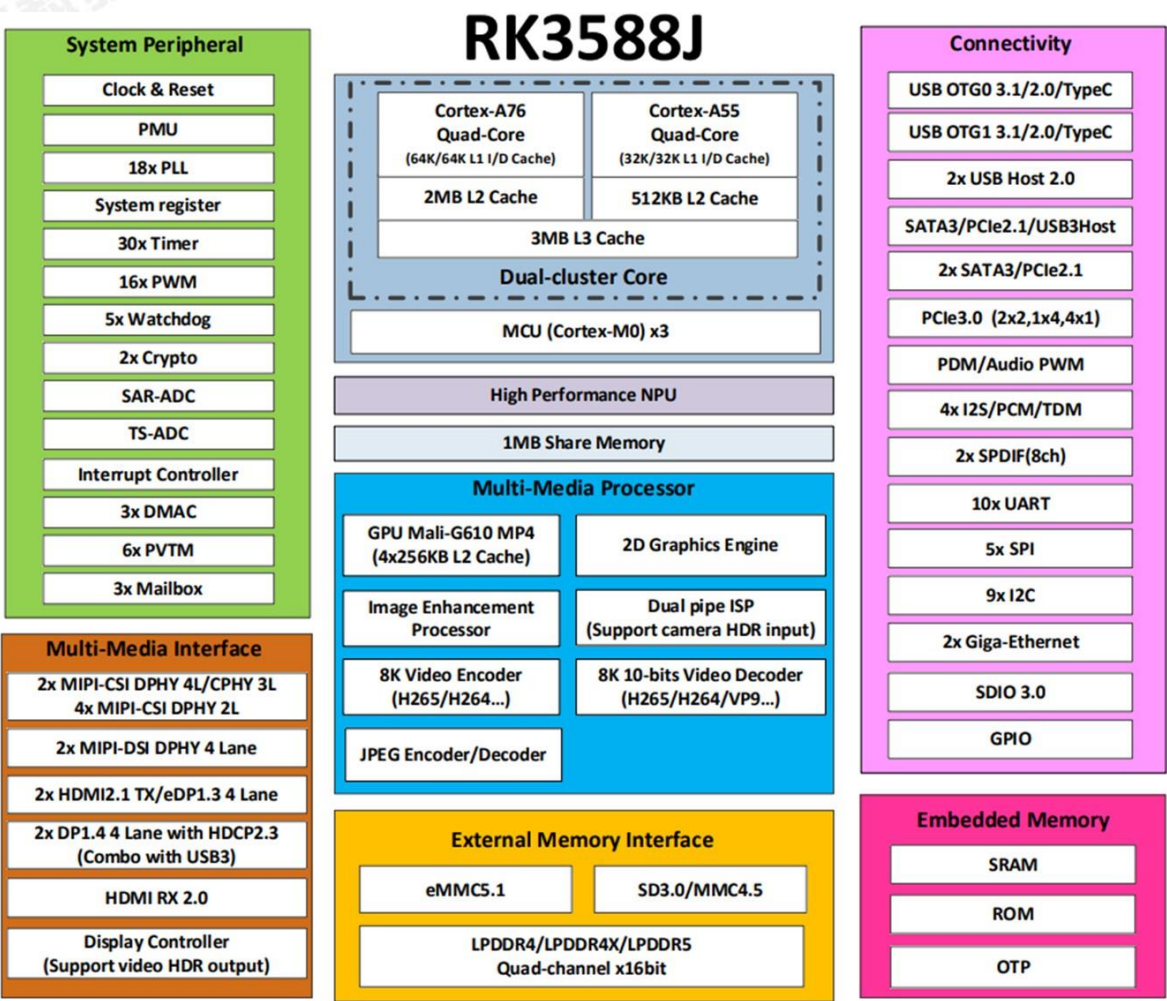 RK3588J
System Peripheral
Clock & Reset
PMU
18x PLL
System register
30x Timer
16x PWM
5x Watchdog
2x Crypto
SAR-ADC
TS-ADC
Interrupt Controller
3x DMAC
6x PVTM
3x Mailbox
Multi-Media Interface
2x MIPI-CSI DPHY 4L/CPHY 3L
4x MIPI-CSI DPHY 2L
2x MIPI-DSI DPHY 4 Lane
2x HDMI2.1 TX/eDP1.3 4 Lane
2x DP1.4 4 Lane with HDCP2.3
(Combo with USB3)
HDMI RX 2.0
Display Controller
(Support video HDR output)
Cortex-A76
Quad-Core
(64K/64K L1 I/D Cache)
2MB L2 Cache
Cortex-A55
Quad-Core
(32K/32K L1 I/D Cache)
512KB L2 Cache
3MB L3 Cache
Dual-cluster Core
MCU (Cortex-M0) x3
High Performance NPU
1MB Share Memory
Multi-Media Processor
GPU Mali-G610 MP4
(4x256KB L2 Cache)
2D Graphics Engine
Image Enhancement
Processor
Dual pipe ISP
(Support camera HDR input)
8K Video Encoder
(H265/H264...)
8K 10-bits Video Decoder
(H265/H264/VP9...)
JPEG Encoder/Decoder
External Memory Interface
eMMC5.1
SD3.0/MMC4.5
LPDDR4/LPDDR4X/LPDDR5
Quad-channel x16bit
Connectivity
USB OTG0 3.1/2.0/TypeC
USB OTG1 3.1/2.0/TypeC
2x USB Host 2.0
SATA3/PCIe2.1/USB3Host
2x SATA3/PCIe2.1
PCIe3.0 (2x2,1x4,4x1)
PDM/Audio PWM
4x I2S/PCM/TDM
2x SPDIF(8ch)
10x UART
5x SPI
9x I2C
2x Giga-Ethernet
SDIO 3.0
GPIO
Embedded Memory
SRAM
ROM
OTP